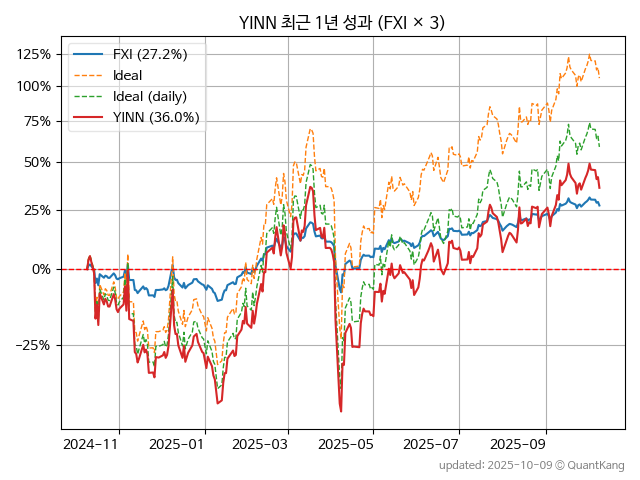 YINN 최근 1년 성과 (FXI × 3)
FXI (27.2%)
Ideal
Ideal (daily)
YINN (36.0%)
125%
100%
75%
50%
25%
0%
−25%
2024-11
2025-01
2025-03
2025-05
2025-07
2025-09
updated: 2025-10-09 © QuantKang